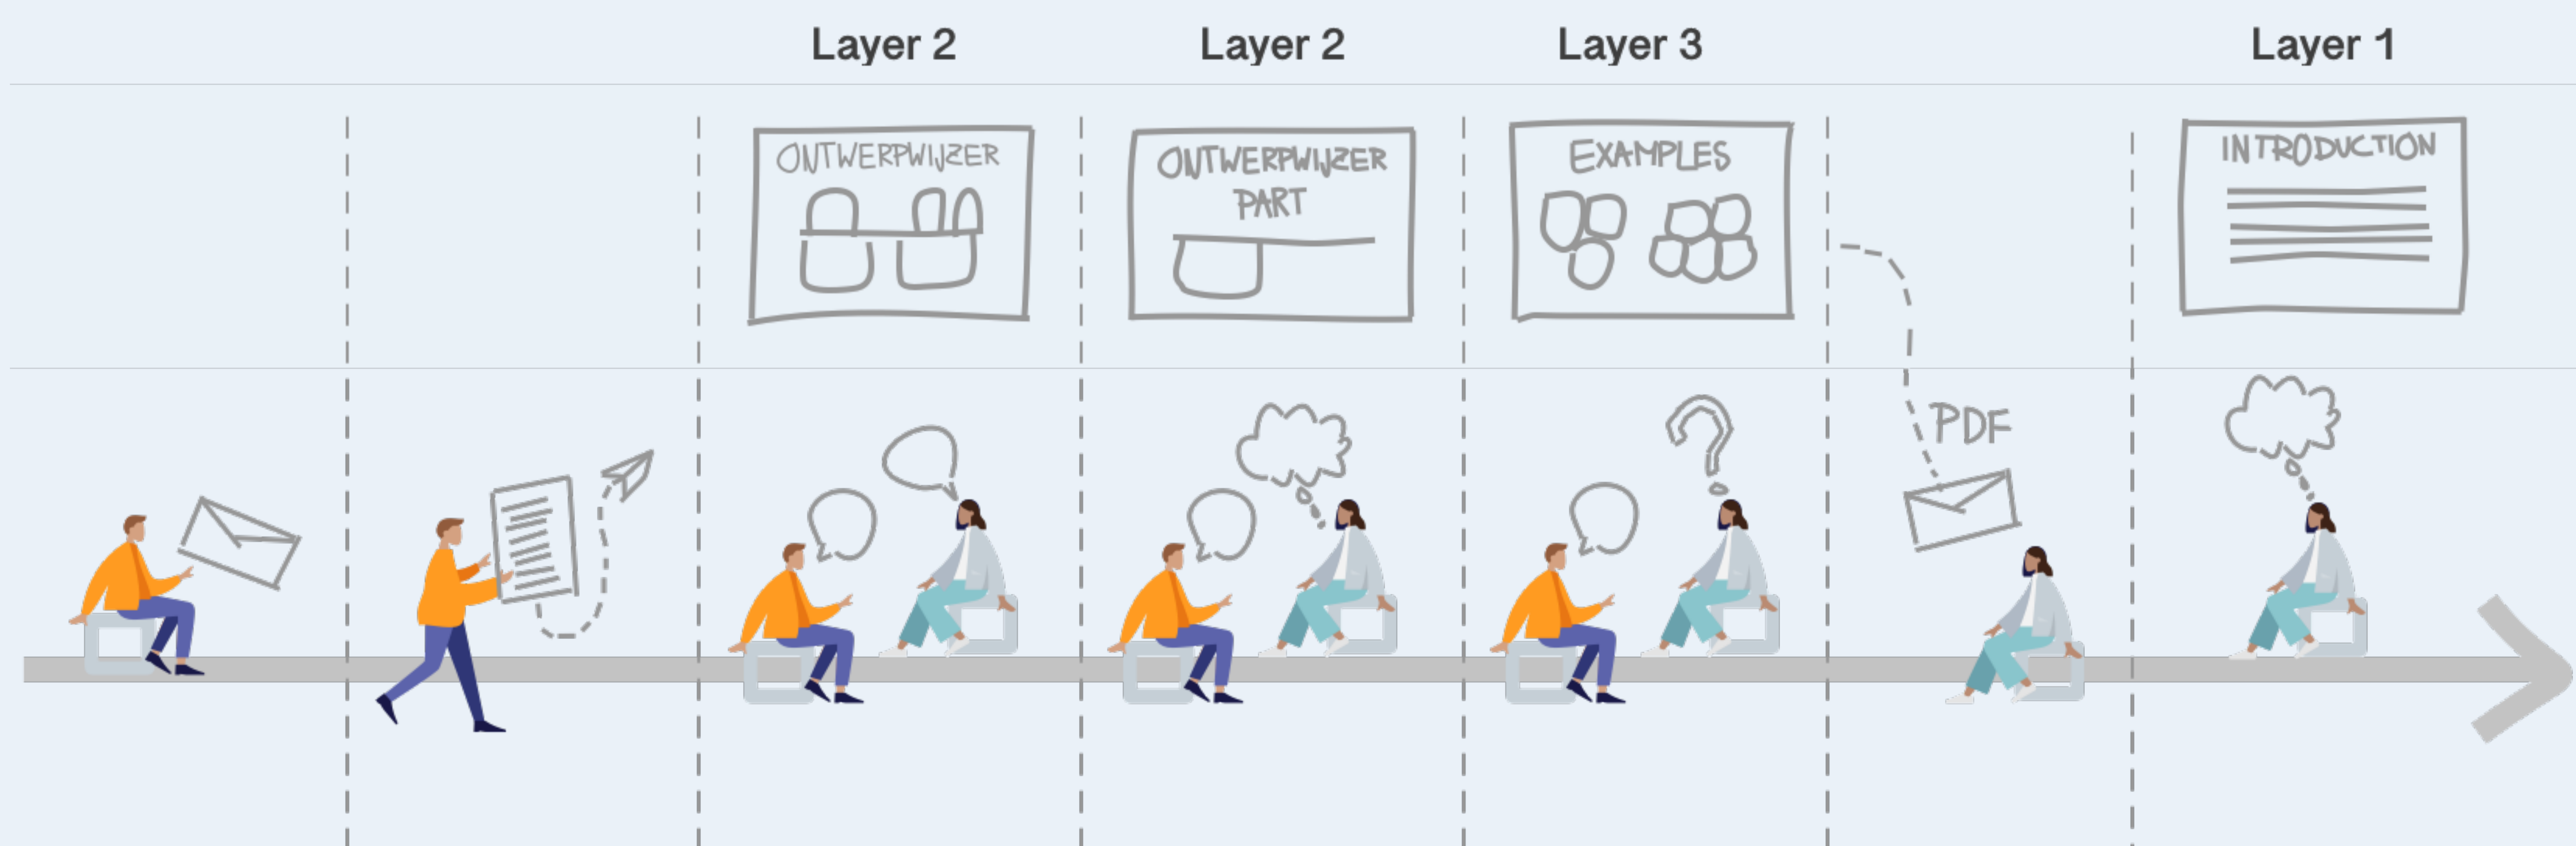 Layer 2
Layer 2
Layer 3
Layer 1
ONTWERPWIJZER
ONTWERPWIJZER
PART
EXAMPLES
INTRODUCTION
PDF